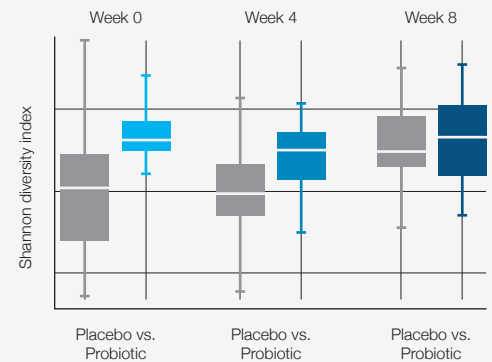 Week 0
Week 4
Week 8
Shannon diversity index
Placebo vs.
Probiotic
Placebo vs.
Probiotic
Placebo vs.
Probiotic